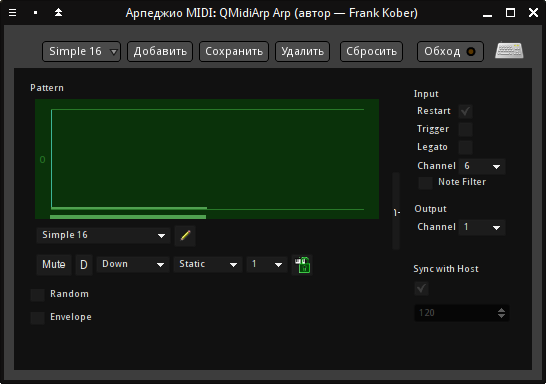 Арпеджио MIDI: QMidiArp Arp (автор — Frank Kober)
Simple 16 Добавить Сохранить Удалить Сбросить Обход
Pattern
0
Simple 16
Mute D Down Static 1
Random
Envelope
Input
Restart
Trigger
Legato
Channel 6
Note Filter
Output
Channel 1
Sync with Host
120